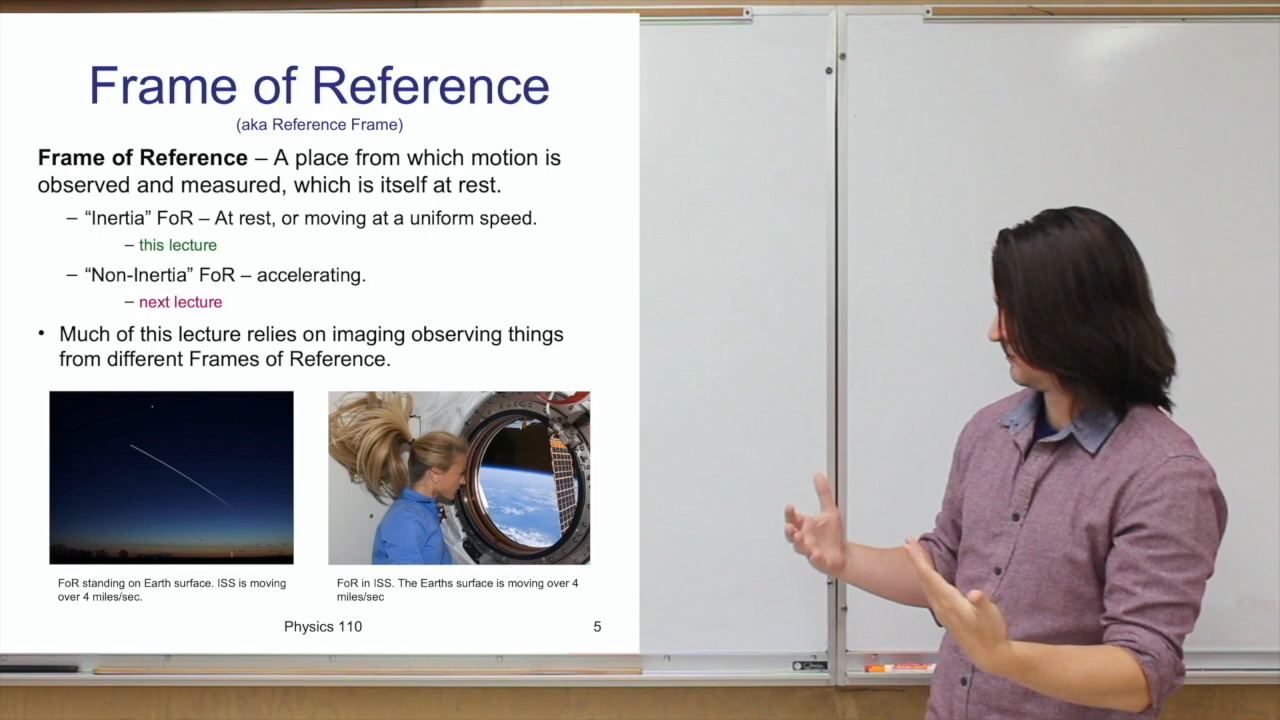 Frame of Reference
(aka Reference Frame)
Frame of Reference – A place from which motion is
observed and measured, which is itself at rest.
– “Inertia” FoR – At rest, or moving at a uniform speed.
– this lecture
– “Non-Inertia” FoR – accelerating.
– next lecture
• Much of this lecture relies on imaging observing things
from different Frames of Reference.
FoR standing on Earth surface. ISS is moving
over 4 miles/sec.
FoR in ISS. The Earths surface is moving over 4
miles/sec
Physics 110
5